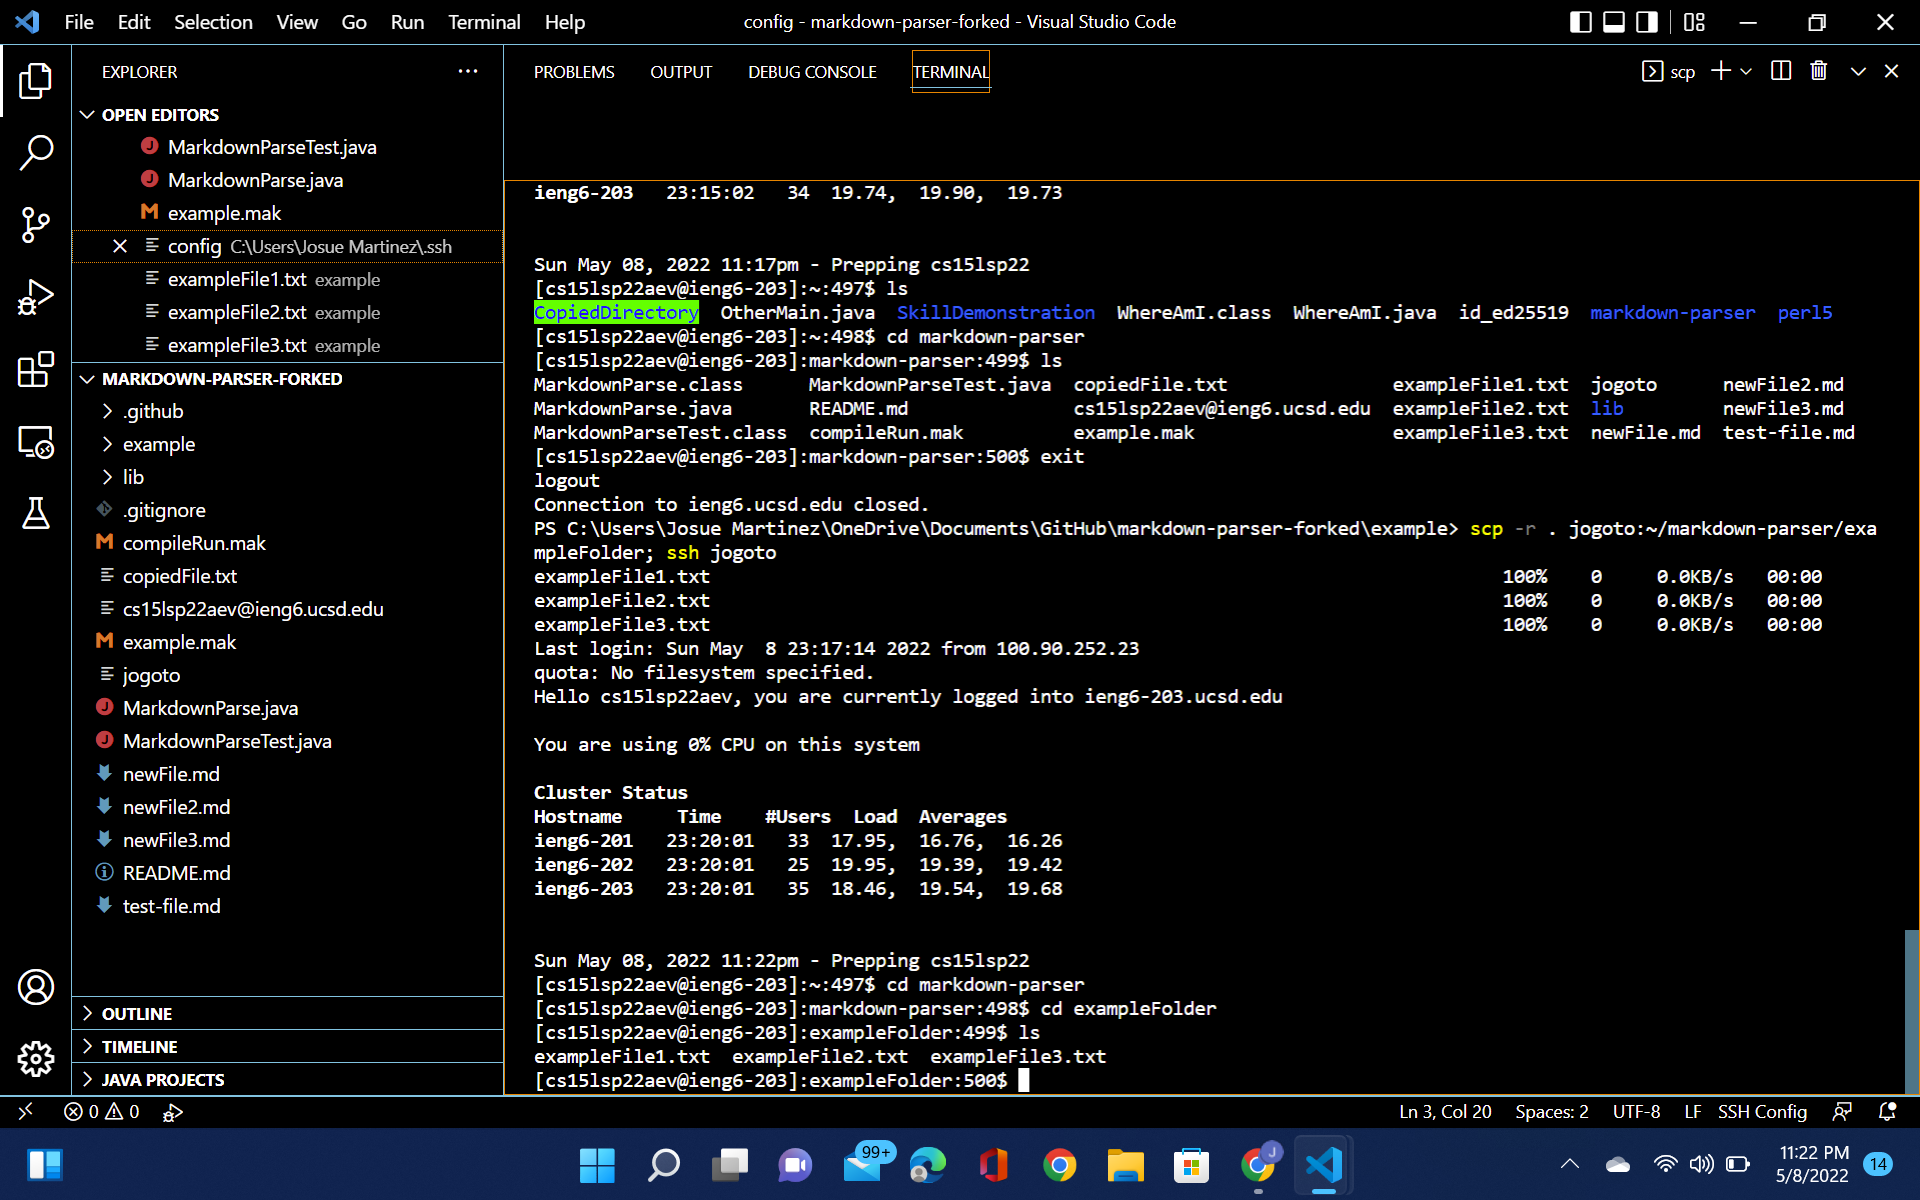 File Edit Selection View Go Run Terminal Help config - markdown-parser-forked - Visual Studio Code
EXPLORER
OPEN EDITORS
MarkdownParseTest.java
MarkdownParse.java
example.mak
config C:\Users\Josue Martinez\.ssh
exampleFile1.txt example
exampleFile2.txt example
exampleFile3.txt example
MARKDOWN-PARSER-FORKED
.github
example
lib
.gitignore
compileRun.mak
copiedFile.txt
cs15lsp22aev@ieng6.ucsd.edu
example.mak
jogoto
MarkdownParse.java
MarkdownParseTest.java
newFile.md
newFile2.md
newFile3.md
README.md
test-file.md
OUTLINE
TIMELINE
JAVA PROJECTS
PROBLEMS OUTPUT DEBUG CONSOLE TERMINAL scp
ieng6-203 23:15:02 34 19.74, 19.90, 19.73
Sun May 08, 2022 11:17pm - Prepping cs15lsp22
[cs15lsp22aev@ieng6-203]:~:497$ ls
CopiedDirectory OtherMain.java SkillDemonstration WhereAmI.class WhereAmI.java id_ed25519 markdown-parser perl5
[cs15lsp22aev@ieng6-203]:~:498$ cd markdown-parser
[cs15lsp22aev@ieng6-203]:markdown-parser:499$ ls
MarkdownParse.class MarkdownParseTest.java copiedFile.txt exampleFile1.txt jogoto newFile2.md
MarkdownParse.java README.md cs15lsp22aev@ieng6.ucsd.edu exampleFile2.txt lib newFile3.md
MarkdownParseTest.class compileRun.mak example.mak exampleFile3.txt newFile.md test-file.md
[cs15lsp22aev@ieng6-203]:markdown-parser:500$ exit
logout
Connection to ieng6.ucsd.edu closed.
PS C:\Users\Josue Martinez\OneDrive\Documents\GitHub\markdown-parser-forked\example> scp -r . jogoto:~/markdown-parser/exa
mpleFolder; ssh jogoto
exampleFile1.txt 100% 0 0.0KB/s 00:00
exampleFile2.txt 100% 0 0.0KB/s 00:00
exampleFile3.txt 100% 0 0.0KB/s 00:00
Last login: Sun May  8 23:17:14 2022 from 100.90.252.23
quota: No filesystem specified.
Hello cs15lsp22aev, you are currently logged into ieng6-203.ucsd.edu
You are using 0% CPU on this system
Cluster Status
Hostname Time #Users Load Averages
ieng6-201 23:20:01 33 17.95, 16.76, 16.26
ieng6-202 23:20:01 25 19.95, 19.39, 19.42
ieng6-203 23:20:01 35 18.46, 19.54, 19.68
Sun May 08, 2022 11:22pm - Prepping cs15lsp22
[cs15lsp22aev@ieng6-203]:~:497$ cd markdown-parser
[cs15lsp22aev@ieng6-203]:markdown-parser:498$ cd exampleFolder
[cs15lsp22aev@ieng6-203]:exampleFolder:499$ ls
exampleFile1.txt exampleFile2.txt exampleFile3.txt
[cs15lsp22aev@ieng6-203]:exampleFolder:500$
0 0 Ln 3, Col 20 Spaces: 2 UTF-8 LF SSH Config
99+ J 11:22 PM 14
5/8/2022